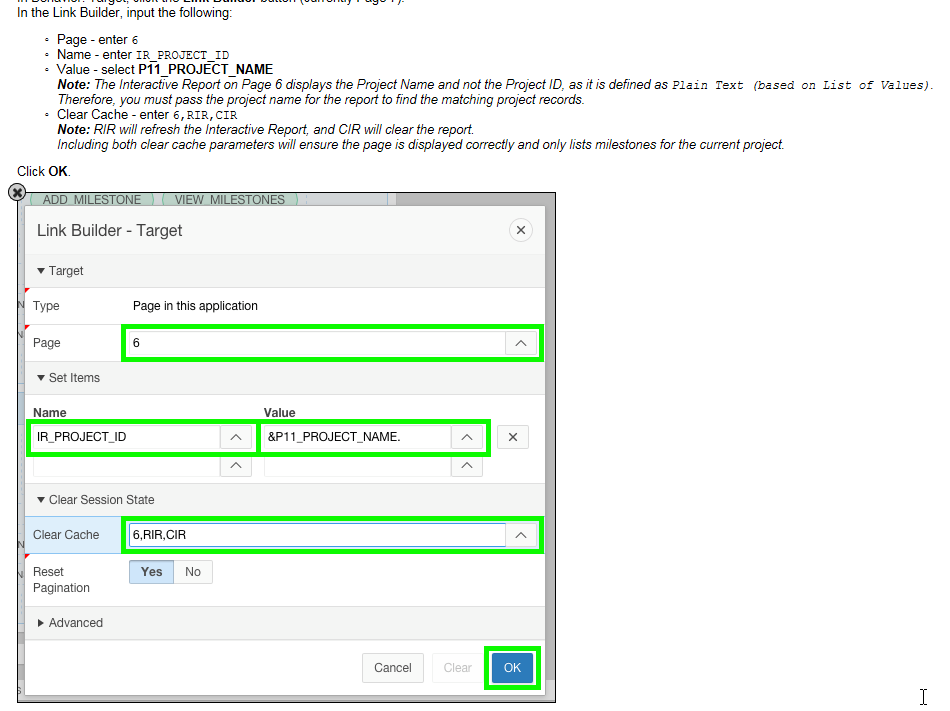 In Behavior: Target, click the Link Builder button (currently Page 7).
In the Link Builder, input the following:
Page - enter 6
Name - enter IR_PROJECT_ID
Value - select P11_PROJECT_NAME
Note: The Interactive Report on Page 6 displays the Project Name and not the Project ID, as it is defined as Plain Text (based on List of Values).
Therefore, you must pass the project name for the report to find the matching project records.
Clear Cache - enter 6,RIR,CIR
Note: RIR will refresh the Interactive Report, and CIR will clear the report.
Including both clear cache parameters will ensure the page is displayed correctly and only lists milestones for the current project.
Click OK.
ADD_MILESTONE VIEW_MILESTONES
Link Builder - Target
Target
Type Page in this application
Page 6
Set Items
Name Value
IR_PROJECT_ID &P11_PROJECT_NAME.
Clear Session State
Clear Cache 6,RIR,CIR
Reset
Pagination Yes No
Advanced
Cancel Clear OK